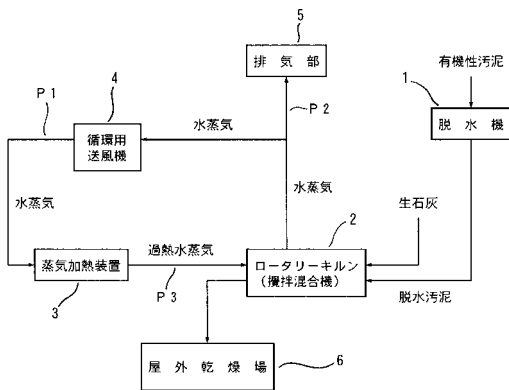 5
排気部
有機性汚泥
1
脱水機
P1
4
循環用
送風機
水蒸気
P2
水蒸気
水蒸気
2
生石灰
蒸気加熱装置
3
過熱水蒸気
P3
ロータリーキルン
(攪拌混合機)
脱水汚泥
屋外乾燥場
6